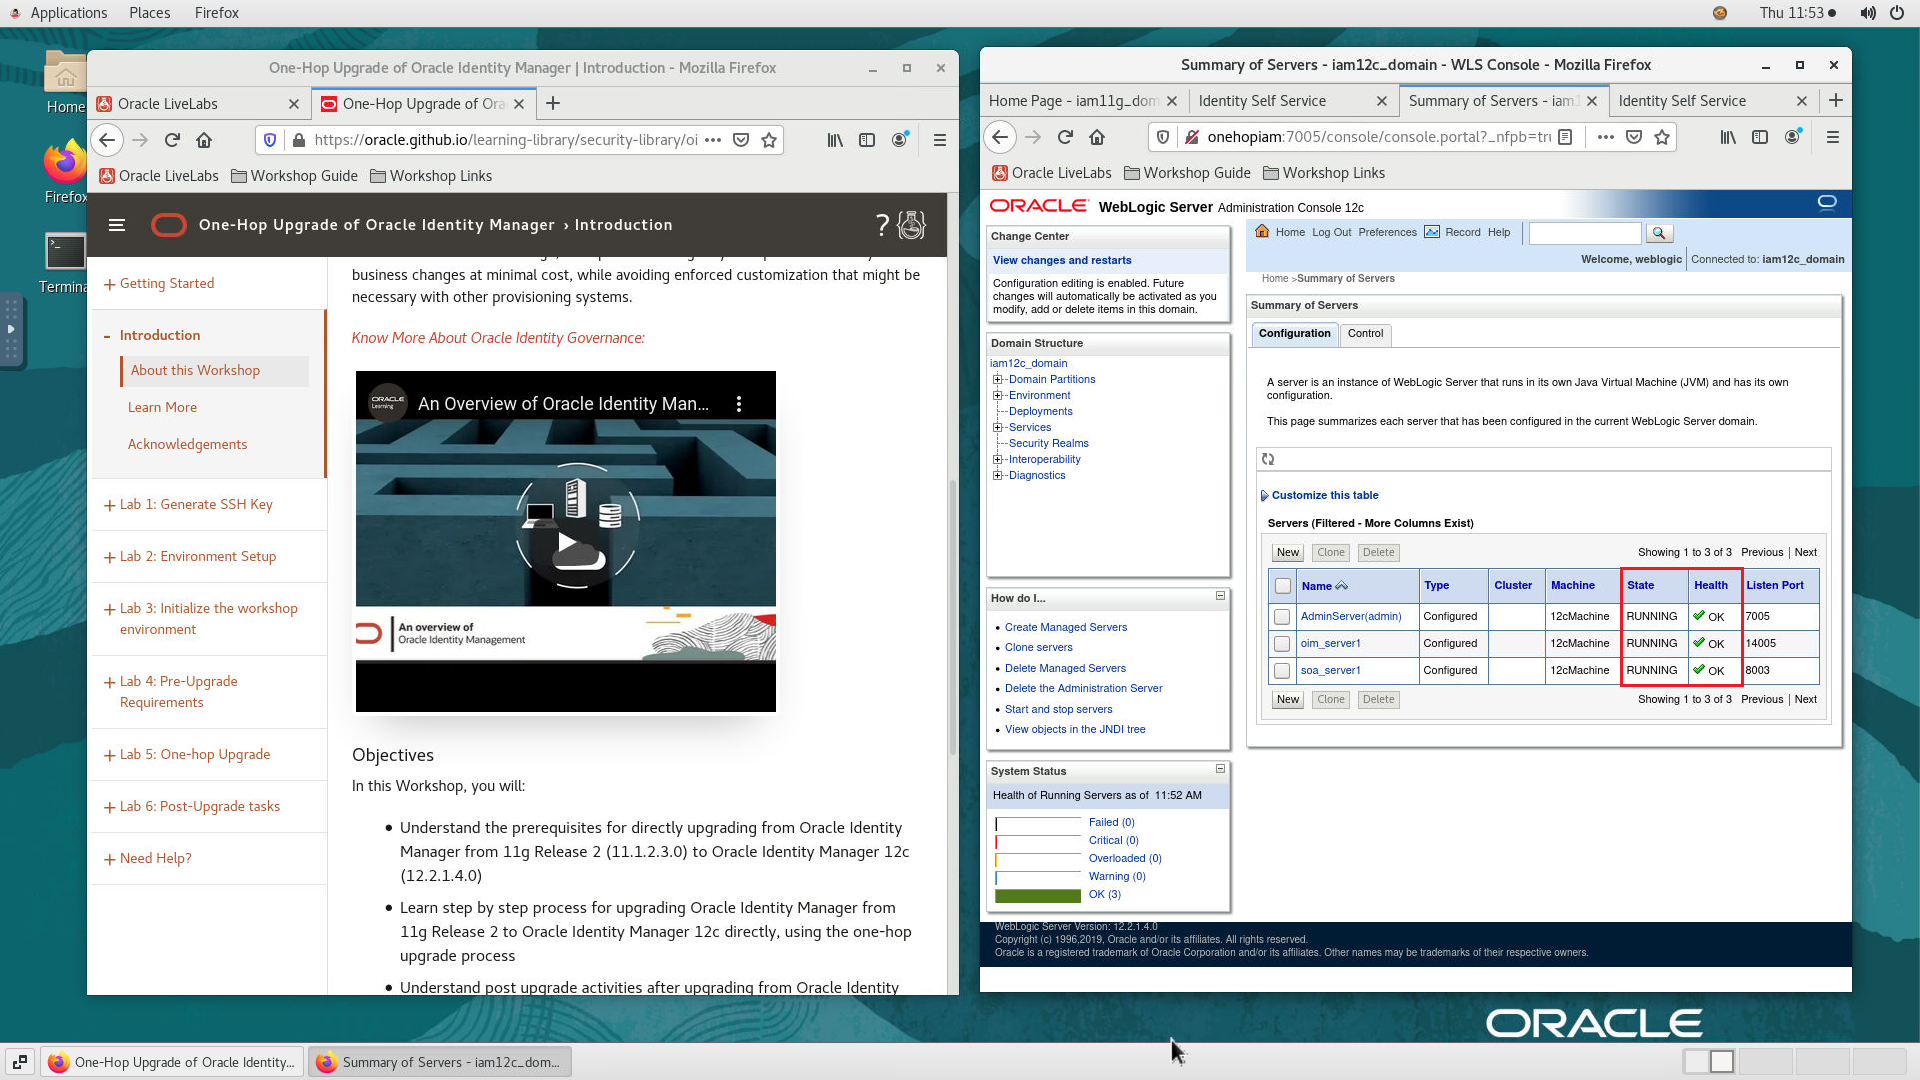 Applications Places Firefox
Thu 11:53
Home
Firefox
Termina
One-Hop Upgrade of Oracle Identity Manager | Introduction - Mozilla Firefox
Oracle LiveLabs
One-Hop Upgrade of Ora
https://oracle.github.io/learning-library/security-library/oi
Oracle LiveLabs Workshop Guide Workshop Links
One-Hop Upgrade of Oracle Identity Manager › Introduction
?
+ Getting Started
- Introduction
About this Workshop
Learn More
Acknowledgements
+ Lab 1: Generate SSH Key
+ Lab 2: Environment Setup
+ Lab 3: Initialize the workshop
environment
+ Lab 4: Pre-Upgrade
Requirements
+ Lab 5: One-hop Upgrade
+ Lab 6: Post-Upgrade tasks
+ Need Help?
business changes at minimal cost, while avoiding enforced customization that might be
necessary with other provisioning systems.
Know More About Oracle Identity Governance:
ORACLE
Learning
An Overview of Oracle Identity Man...
An overview of
Oracle Identity Management
Objectives
In this Workshop, you will:
• Understand the prerequisites for directly upgrading from Oracle Identity
Manager from 11g Release 2 (11.1.2.3.0) to Oracle Identity Manager 12c
(12.2.1.4.0)
• Learn step by step process for upgrading Oracle Identity Manager from
11g Release 2 to Oracle Identity Manager 12c directly, using the one-hop
upgrade process
• Understand post upgrade activities after upgrading from Oracle Identity
Summary of Servers - iam12c_domain - WLS Console - Mozilla Firefox
Home Page - iam11g_dom
Identity Self Service
Summary of Servers - iam1
Identity Self Service
onehopiam:7005/console/console.portal?_nfpb=tru
Oracle LiveLabs Workshop Guide Workshop Links
ORACLE WebLogic Server Administration Console 12c
Change Center
View changes and restarts
Configuration editing is enabled. Future
changes will automatically be activated as you
modify, add or delete items in this domain.
Domain Structure
iam12c_domain
Domain Partitions
Environment
Deployments
Services
Security Realms
Interoperability
Diagnostics
How do I...
• Create Managed Servers
• Clone servers
• Delete Managed Servers
• Delete the Administration Server
• Start and stop servers
• View objects in the JNDI tree
System Status
Health of Running Servers as of 11:52 AM
Failed (0)
Critical (0)
Overloaded (0)
Warning (0)
OK (3)
Home Log Out Preferences Record Help
Welcome, weblogic Connected to: iam12c_domain
Home >Summary of Servers
Summary of Servers
Configuration Control
A server is an instance of WebLogic Server that runs in its own Java Virtual Machine (JVM) and has its own
configuration.
This page summarizes each server that has been configured in the current WebLogic Server domain.
Customize this table
Servers (Filtered - More Columns Exist)
New Clone Delete Showing 1 to 3 of 3 Previous | Next
Name Type Cluster Machine State Health Listen Port
AdminServer(admin) Configured 12cMachine RUNNING OK 7005
oim_server1 Configured 12cMachine RUNNING OK 14005
soa_server1 Configured 12cMachine RUNNING OK 8003
New Clone Delete Showing 1 to 3 of 3 Previous | Next
WebLogic Server Version: 12.2.1.4.0
Copyright (c) 1996,2019, Oracle and/or its affiliates. All rights reserved.
Oracle is a registered trademark of Oracle Corporation and/or its affiliates. Other names may be trademarks of their respective owners.
ORACLE
One-Hop Upgrade of Oracle Identity...
Summary of Servers - iam12c_dom...